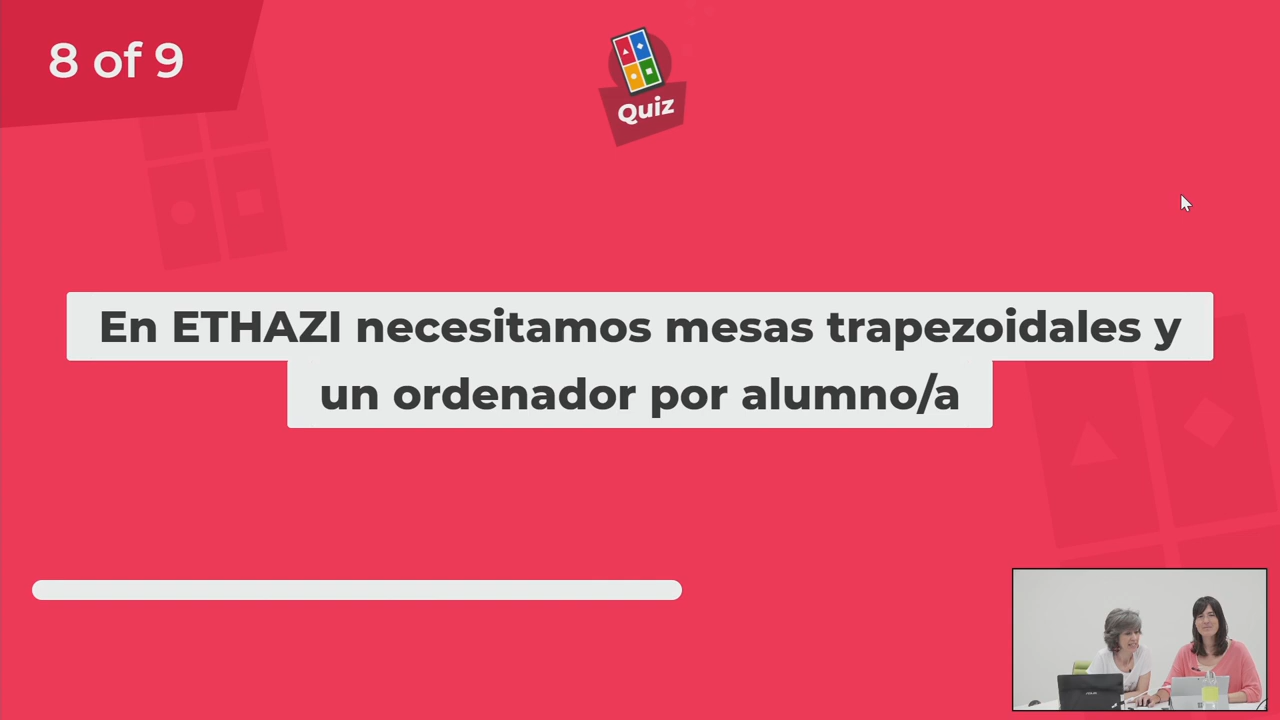 8 of 9
Quiz
En ETHAZI necesitamos mesas trapezoidales y
un ordenador por alumno/a